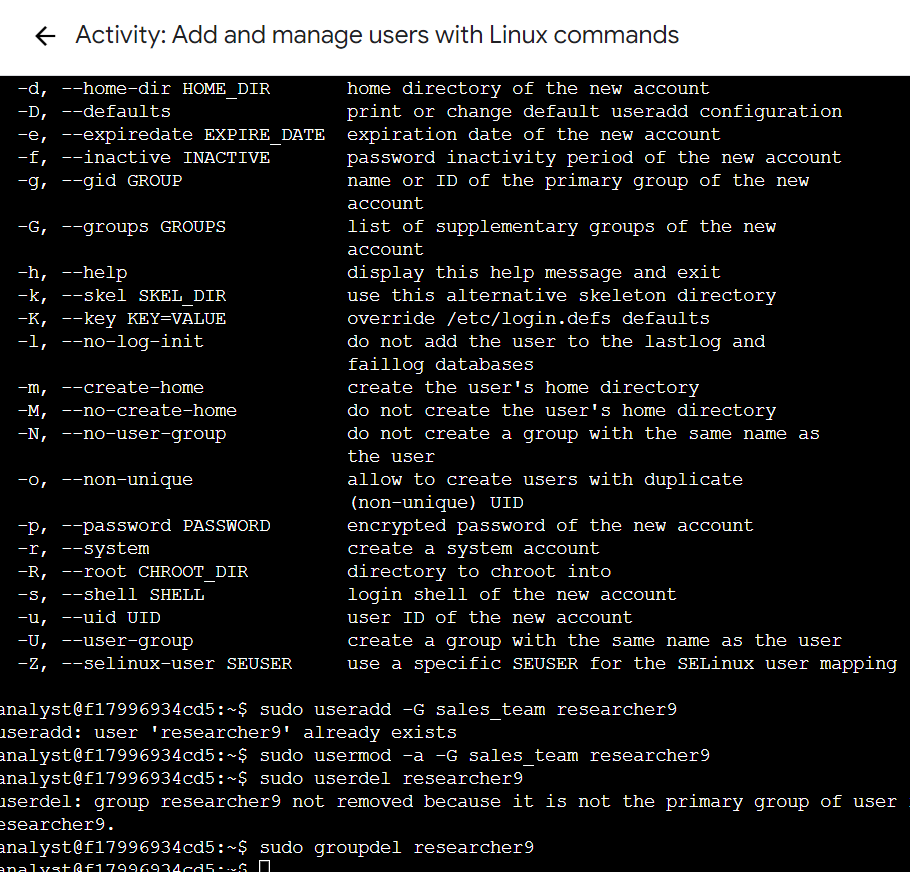 Activity: Add and manage users with Linux commands
-d, --home-dir HOME_DIR       home directory of the new account
-D, --defaults                print or change default useradd configuration
-e, --expiredate EXPIRE_DATE  expiration date of the new account
-f, --inactive INACTIVE       password inactivity period of the new account
-g, --gid GROUP               name or ID of the primary group of the new
                              account
-G, --groups GROUPS           list of supplementary groups of the new
                              account
-h, --help                    display this help message and exit
-k, --skel SKEL_DIR           use this alternative skeleton directory
-K, --key KEY=VALUE           override /etc/login.defs defaults
-l, --no-log-init             do not add the user to the lastlog and
                              faillog databases
-m, --create-home             create the user's home directory
-M, --no-create-home          do not create the user's home directory
-N, --no-user-group           do not create a group with the same name as
                              the user
-o, --non-unique              allow to create users with duplicate
                              (non-unique) UID
-p, --password PASSWORD       encrypted password of the new account
-r, --system                  create a system account
-R, --root CHROOT_DIR         directory to chroot into
-s, --shell SHELL             login shell of the new account
-u, --uid UID                 user ID of the new account
-U, --user-group              create a group with the same name as the user
-Z, --selinux-user SEUSER     use a specific SEUSER for the SELinux user mapping
analyst@f17996934cd5:~$ sudo useradd -G sales_team researcher9
useradd: user 'researcher9' already exists
analyst@f17996934cd5:~$ sudo usermod -a -G sales_team researcher9
analyst@f17996934cd5:~$ sudo userdel researcher9
userdel: group researcher9 not removed because it is not the primary group of user
esearcher9.
analyst@f17996934cd5:~$ sudo groupdel researcher9
analyst@f17996934cd5:~$